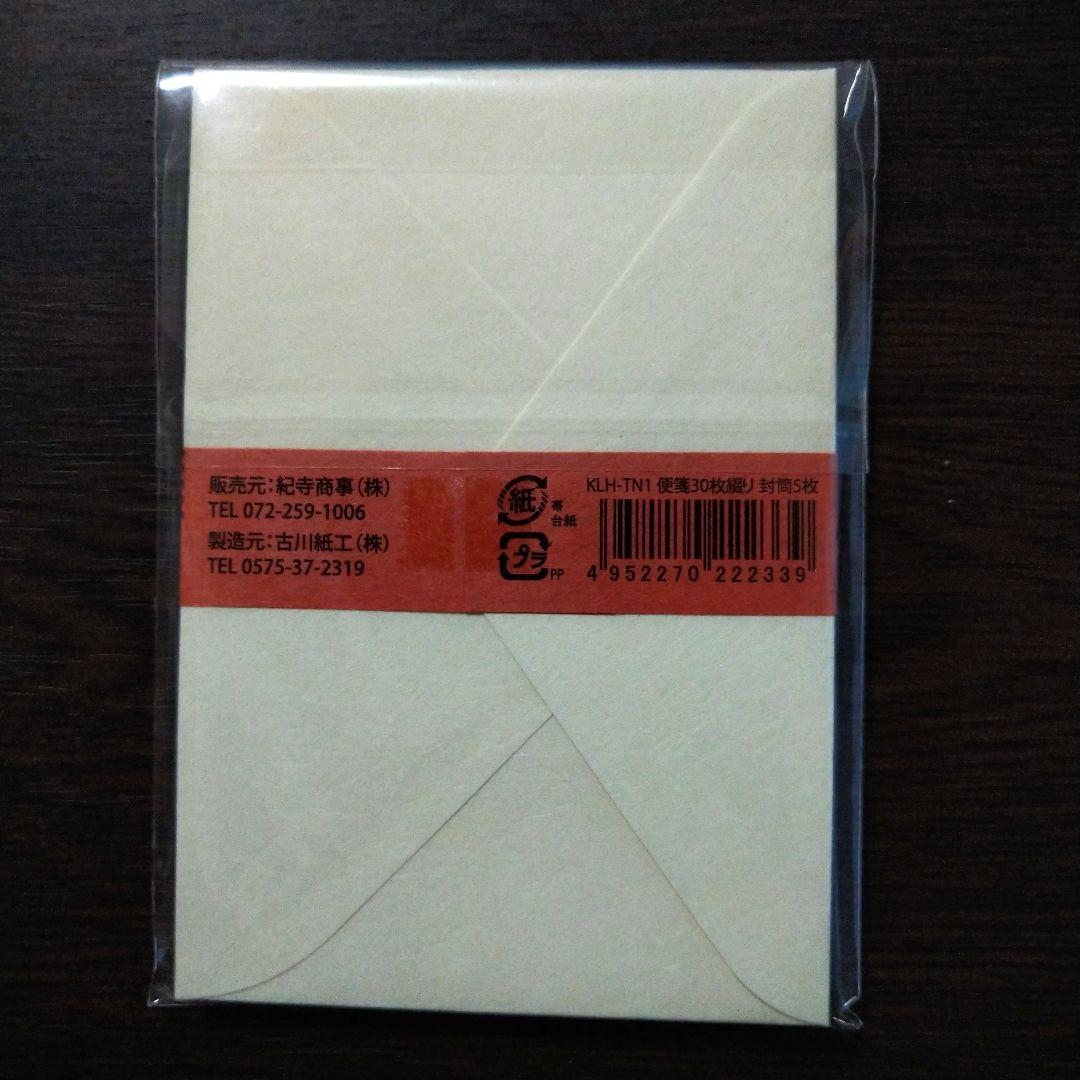 販売元：紀寺商事（株）
TEL 072-259-1006
製造元：古川紙工（株）
TEL 0575-37-2319
紙
帯
台紙
プラ
PP
KLH-TN1 便箋30枚綴り 封筒5枚
4 952270 222339